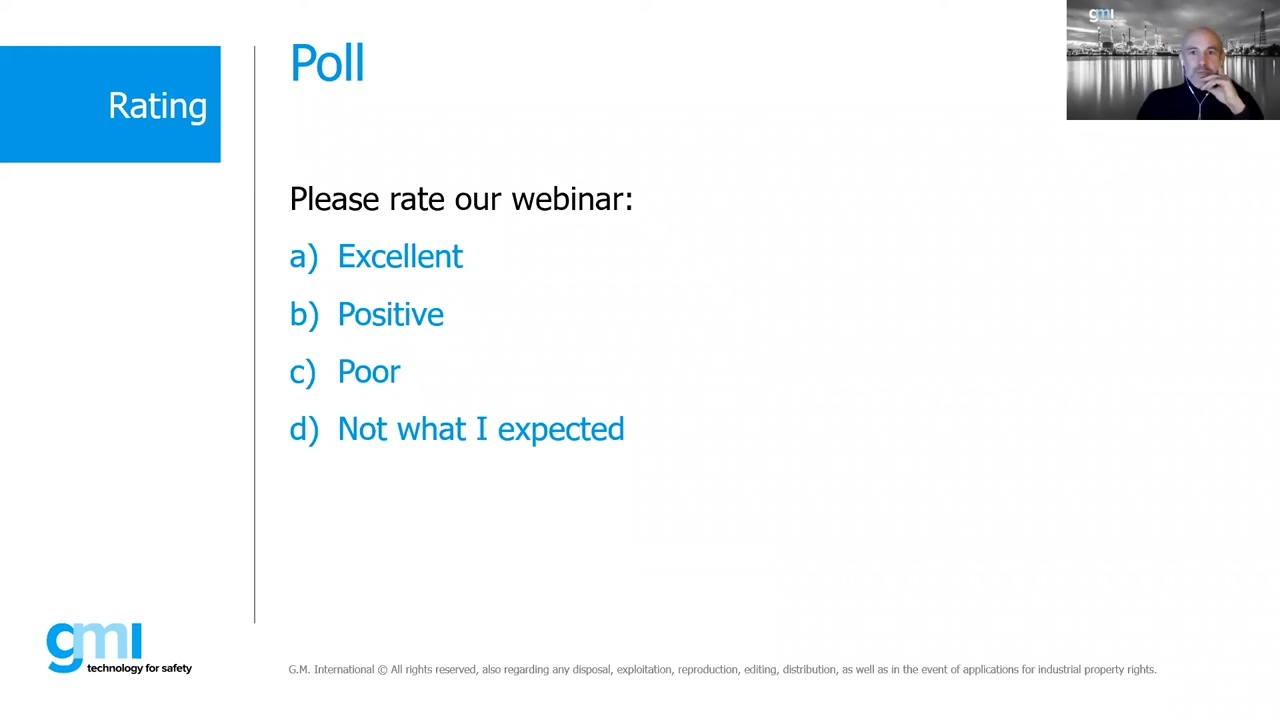 Rating
Poll
Please rate our webinar:
a) Excellent
b) Positive
c) Poor
d) Not what I expected
gmi
technology for safety
G.M. International © All rights reserved, also regarding any disposal, exploitation, reproduction, editing, distribution, as well as in the event of applications for industrial property rights.
gmi